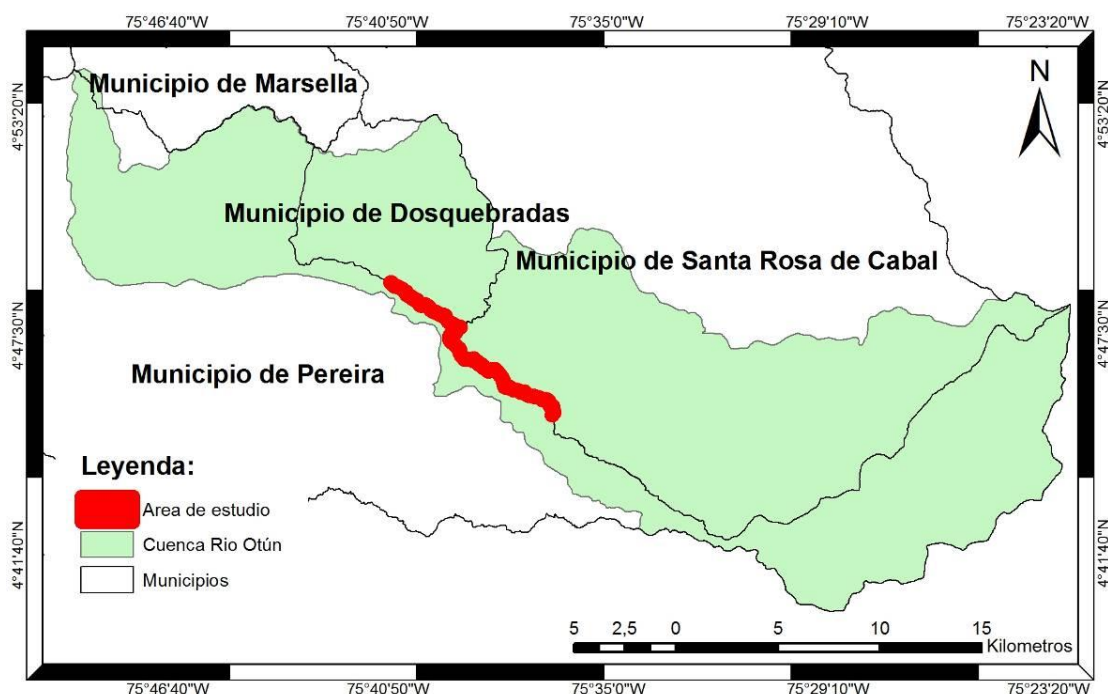 75°46'40"W 75°40'50"W 75°35'0"W 75°29'10"W 75°23'20"W
Municipio de Marsella
N
4°53'20"N 4°53'20"N
Municipio de Dosquebradas
Municipio de Santa Rosa de Cabal
4°47'30"N 4°47'30"N
Municipio de Pereira
Leyenda:
Area de estudio
Cuenca Rio Otún
Municipios
4°41'40"N 4°41'40"N
5 2,5 0 5 10 15
Kilometros
75°46'40"W 75°40'50"W 75°35'0"W 75°29'10"W 75°23'20"W